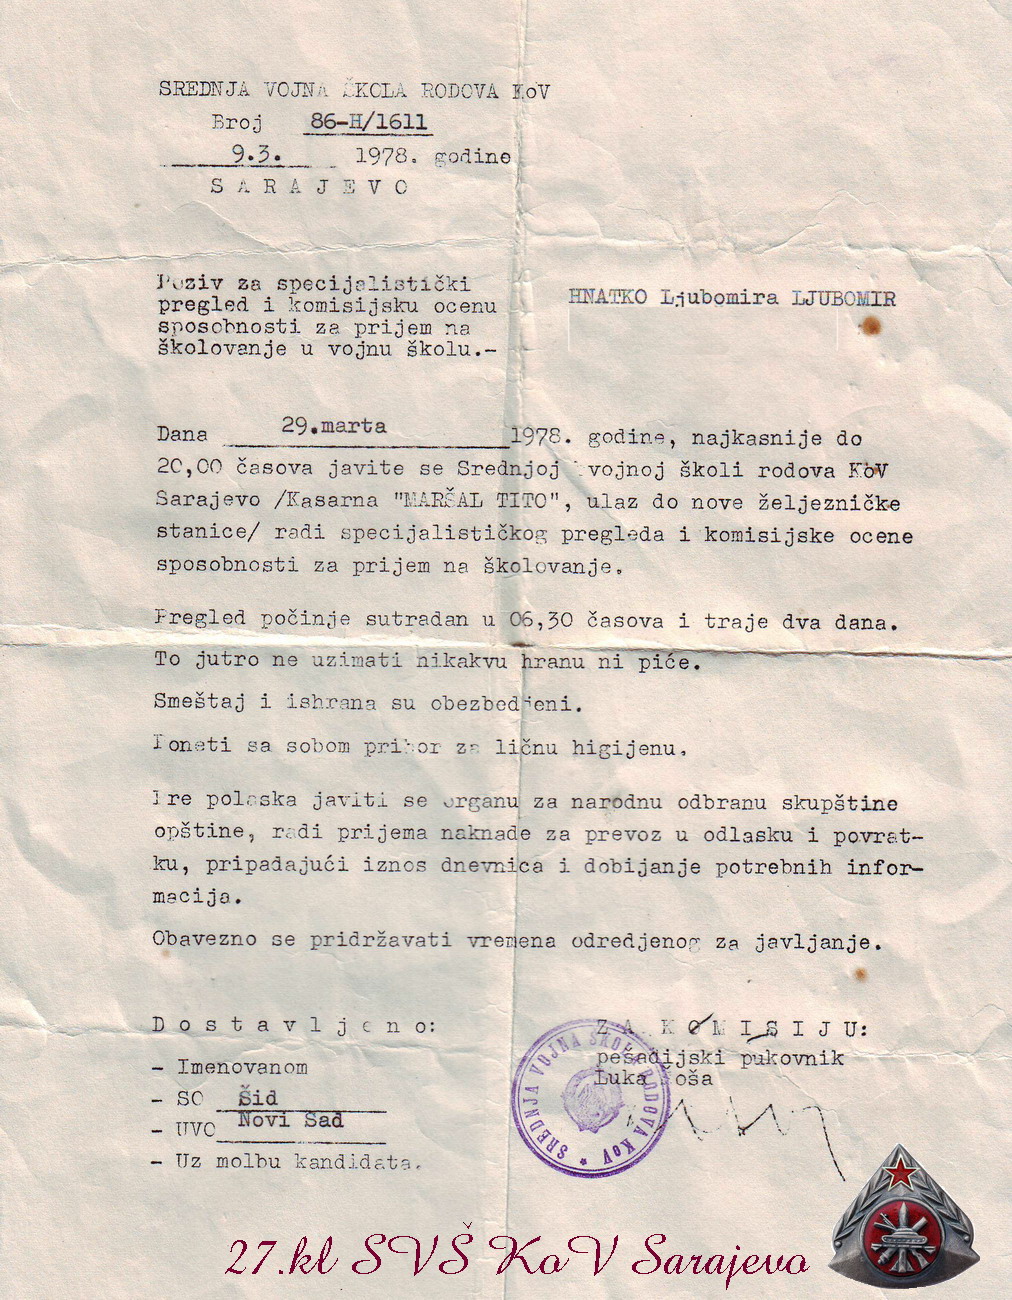 SREDNJA VOJNA ŠKOLA RODOVA KoV
Broj 86-H/1611
9.3. 1978. godine
S A R A J E V O
Poziv za specijalistički
pregled i komisijsku ocenu
sposobnosti za prijem na
školovanje u vojnu školu.-
HNATKO Ljubomira LJUBOMIR
Dana 29.marta 1978. godine, najkasnije do
20,00 časova javite se Srednjoj vojnoj školi rodova KoV
Sarajevo /Kasarna "MARŠAL TITO", ulaz do nove željezničke
stanice/ radi specijalističkog pregleda i komisijske ocene
sposobnosti za prijem na školovanje.
Pregled počinje sutradan u 06,30 časova i traje dva dana.
To jutro ne uzimati nikakvu hranu ni piće.
Smeštaj i ishrana su obezbedjeni.
Poneti sa sobom pribor za ličnu higijenu.
Pre polaska javiti se organu za narodnu odbranu skupštine
opštine, radi prijema naknade za prevoz u odlasku i povrat-
ku, pripadajući iznos dnevnica i dobijanje potrebnih infor-
macija.
Obavezno se pridržavati vremena odredjenog za javljanje.
D o s t a v l j e n o:
- Imenovanom
- SO Šid
- UVO Novi Sad
- Uz molbu kandidata.
Z A K O M I S I J U:
pešadijski pukovnik
Luka
SREDNJA VOJNA ŠKOLA RODOVA KoV
27.kl SVŠ KoV Sarajevo